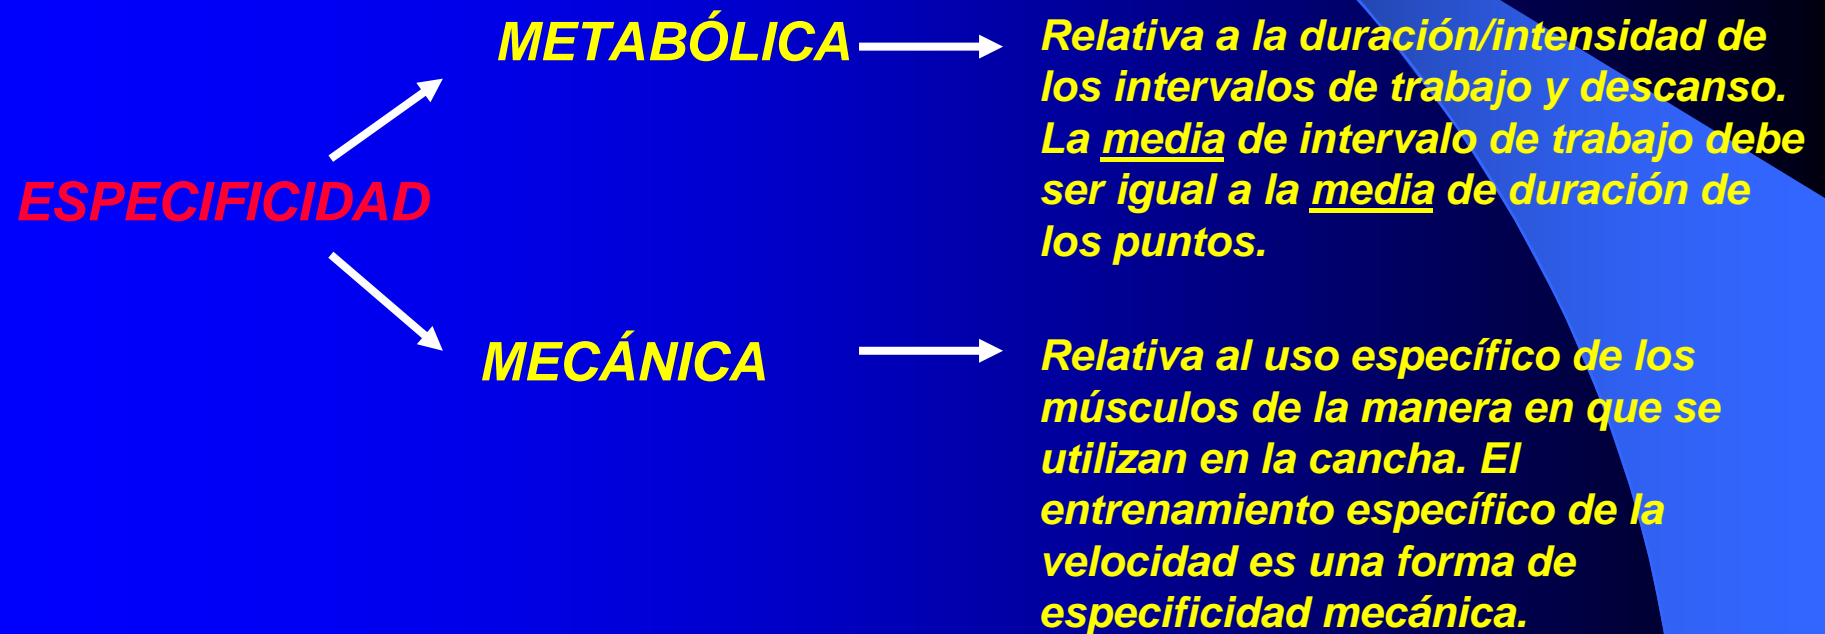 METABÓLICA
Relativa a la duración/intensidad de
los intervalos de trabajo y descanso.
La media de intervalo de trabajo debe
ser igual a la media de duración de
los puntos.
ESPECIFICIDAD
MECÁNICA
Relativa al uso específico de los
músculos de la manera en que se
utilizan en la cancha. El
entrenamiento específico de la
velocidad es una forma de
especificidad mecánica.